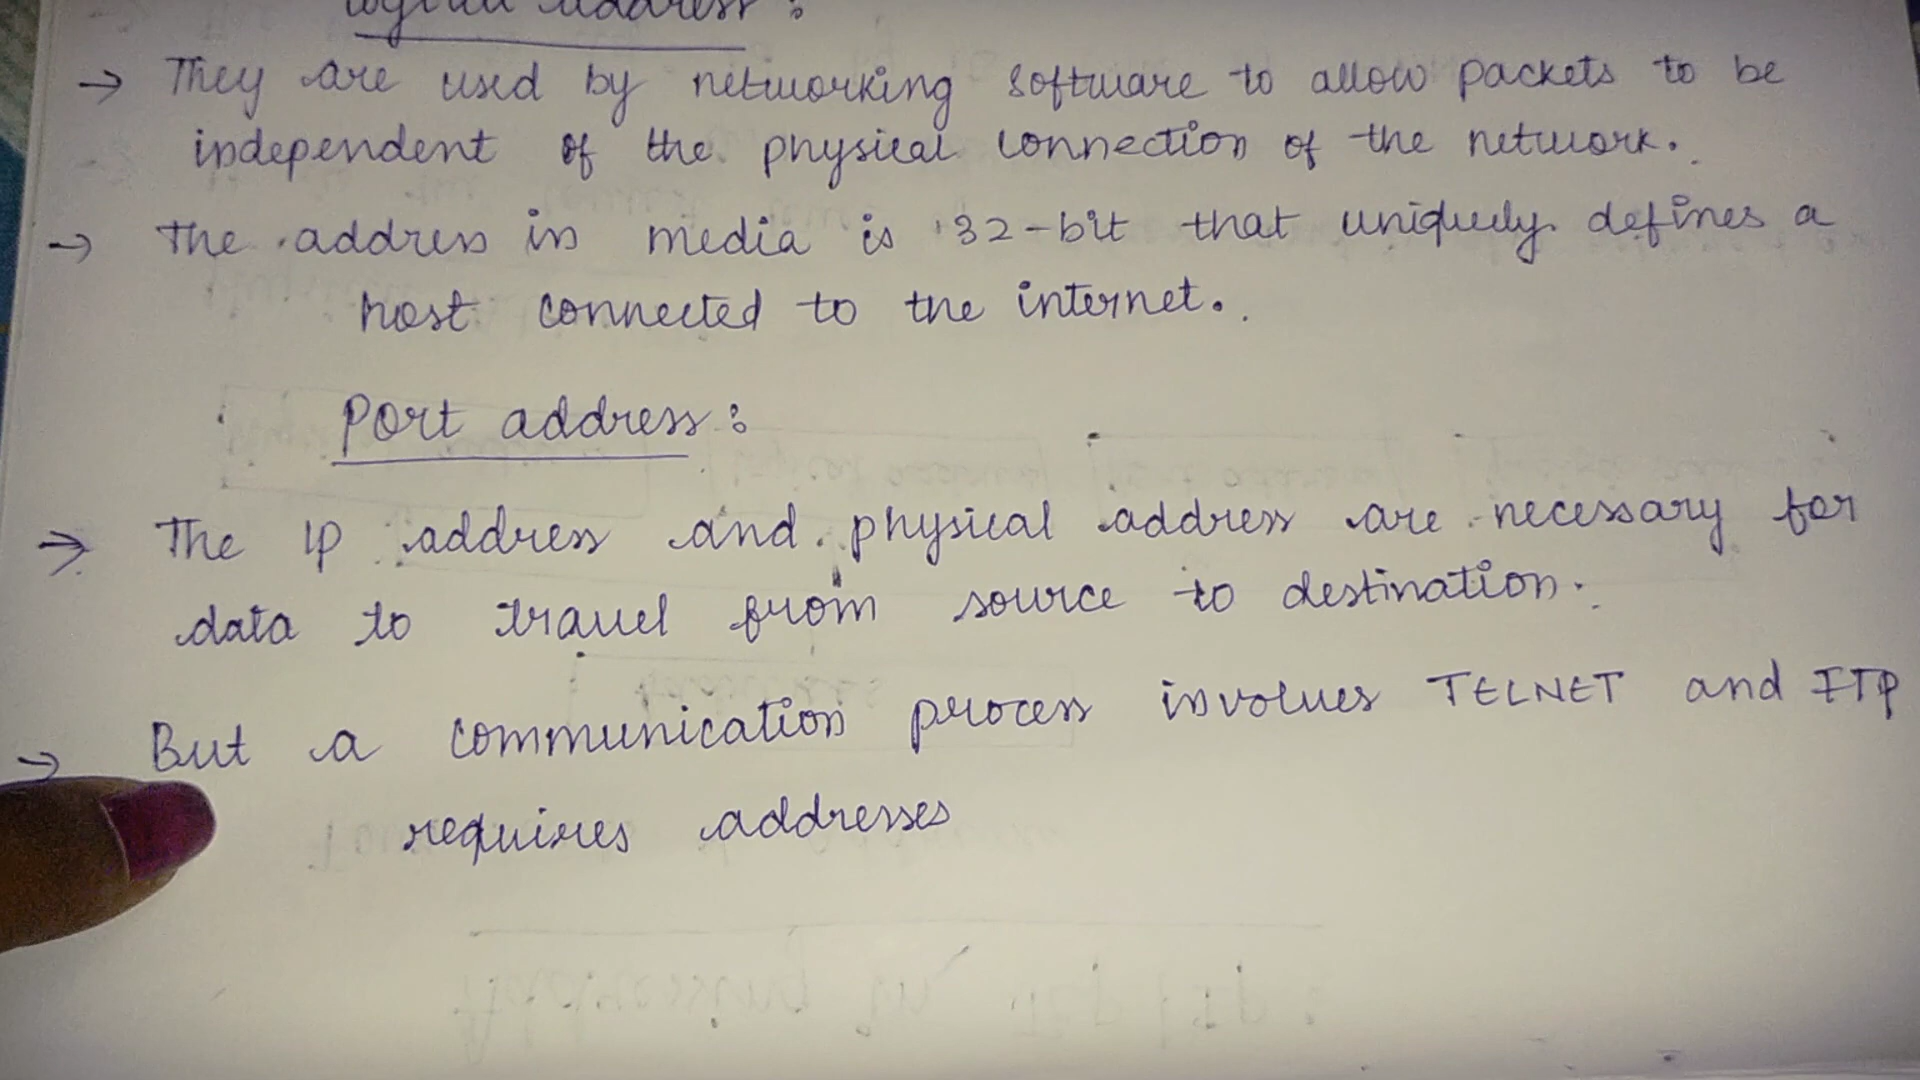 logical address :
→ They are used by networking software to allow packets to be
independent of the physical connection of the network.
→ The address in media is 32-bit that uniquely defines a
host connected to the internet.
Port address :
→ The IP address and physical address are necessary for
data to travel from source to destination.
→ But a communication process involves TELNET and FTP
requires addresses